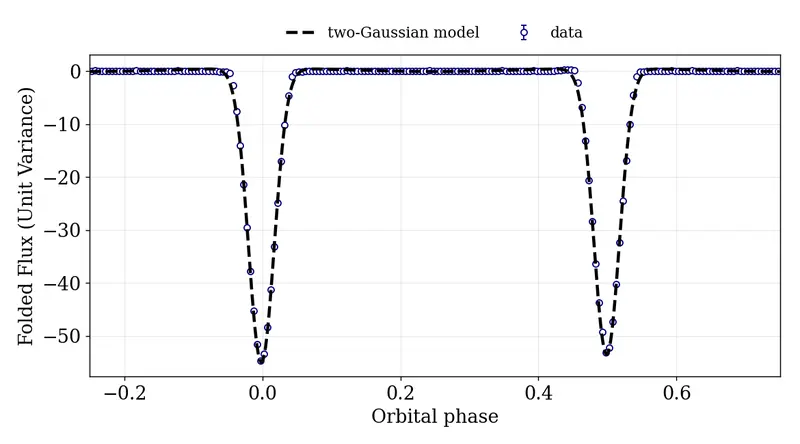 two-Gaussian model
data
Folded Flux (Unit Variance)
0
−10
−20
−30
−40
−50
−0.2
0.0
0.2
0.4
0.6
Orbital phase